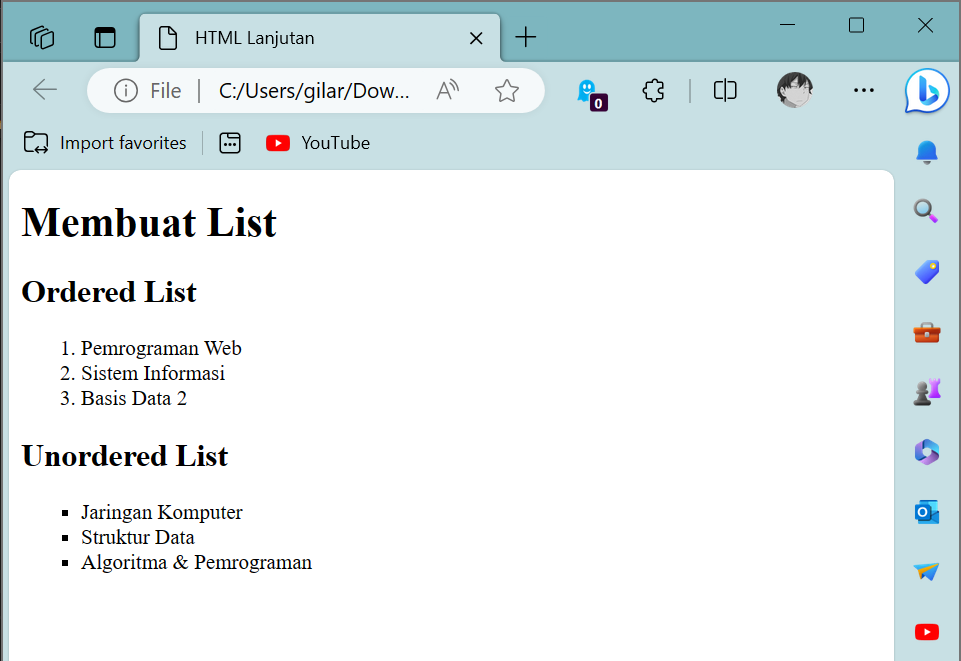 HTML Lanjutan
File | C:/Users/gilar/Dow...
0
Import favorites
YouTube
Membuat List
Ordered List
1. Pemrograman Web
2. Sistem Informasi
3. Basis Data 2
Unordered List
▪ Jaringan Komputer
▪ Struktur Data
▪ Algoritma & Pemrograman